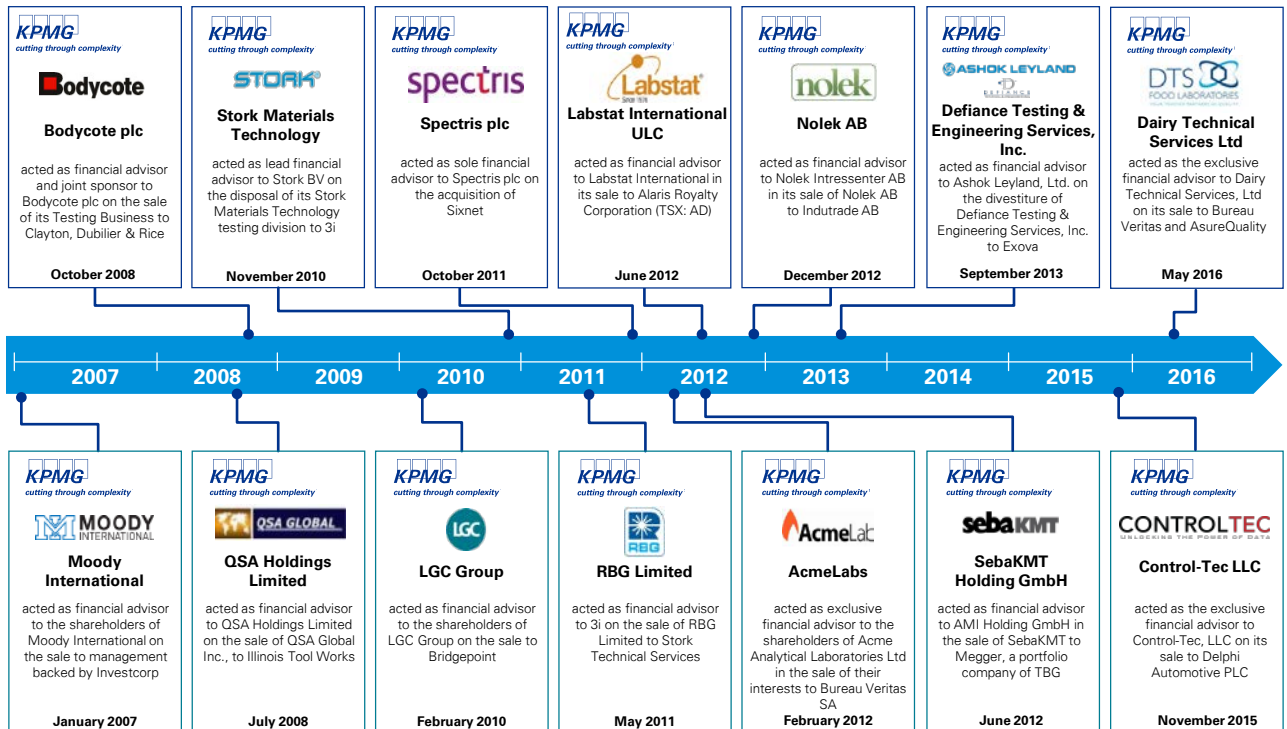 KPMG
cutting through complexity
Bodycote
Bodycote plc
acted as financial advisor
and joint sponsor to
Bodycote plc on the sale
of its Testing Business to
Clayton, Dubilier & Rice
October 2008
KPMG
cutting through complexity
STORK®
Stork Materials
Technology
acted as lead financial
advisor to Stork BV on
the disposal of its Stork
Materials Technology
testing division to 3i
November 2010
KPMG
cutting through complexity
spectris
Spectris plc
acted as sole financial
advisor to Spectris plc on
the acquisition of
Sixnet
October 2011
KPMG
cutting through complexity
Labstat
Since 1976
Labstat International
ULC
acted as financial advisor
to Labstat International in
its sale to Alaris Royalty
Corporation (TSX: AD)
June 2012
KPMG
cutting through complexity
nolek
Nolek AB
acted as financial advisor
to Nolek Intressenter AB
in its sale of Nolek AB
to Indutrade AB
December 2012
KPMG
cutting through complexity
ASHOK LEYLAND
DEFIANCE
Defiance Testing &
Engineering Services,
Inc.
acted as financial advisor
to Ashok Leyland, Ltd. on
the divestiture of
Defiance Testing &
Engineering Services, Inc.
to Exova
September 2013
KPMG
cutting through complexity
DTS
FOOD LABORATORIES
Dairy Technical
Services Ltd
acted as the exclusive
financial advisor to Dairy
Technical Services, Ltd
on its sale to Bureau
Veritas and AsureQuality
May 2016
2007 2008 2009 2010 2011 2012 2013 2014 2015 2016
KPMG
cutting through complexity
MOODY
INTERNATIONAL
Moody
International
acted as financial advisor
to the shareholders of
Moody International on
the sale to management
backed by Investcorp
January 2007
KPMG
cutting through complexity
QSA GLOBAL
QSA Holdings
Limited
acted as financial advisor
to QSA Holdings Limited
on the sale of QSA Global
Inc., to Illinois Tool Works
July 2008
KPMG
cutting through complexity
LGC
LGC Group
acted as financial advisor
to the shareholders of
LGC Group on the sale to
Bridgepoint
February 2010
KPMG
cutting through complexity
RBG
RBG Limited
acted as financial advisor
to 3i on the sale of RBG
Limited to Stork
Technical Services
May 2011
KPMG
cutting through complexity
AcmeLab
AcmeLabs
acted as exclusive
financial advisor to the
shareholders of Acme
Analytical Laboratories Ltd
in the sale of their
interests to Bureau Veritas
SA
February 2012
KPMG
cutting through complexity
seba KMT
SebaKMT
Holding GmbH
acted as financial advisor
to AMI Holding GmbH in
the sale of SebaKMT to
Megger, a portfolio
company of TBG
June 2012
KPMG
cutting through complexity
CONTROLTEC
UNLOCKING THE POWER OF DATA
Control-Tec LLC
acted as the exclusive
financial advisor to
Control-Tec, LLC on its
sale to Delphi
Automotive PLC
November 2015